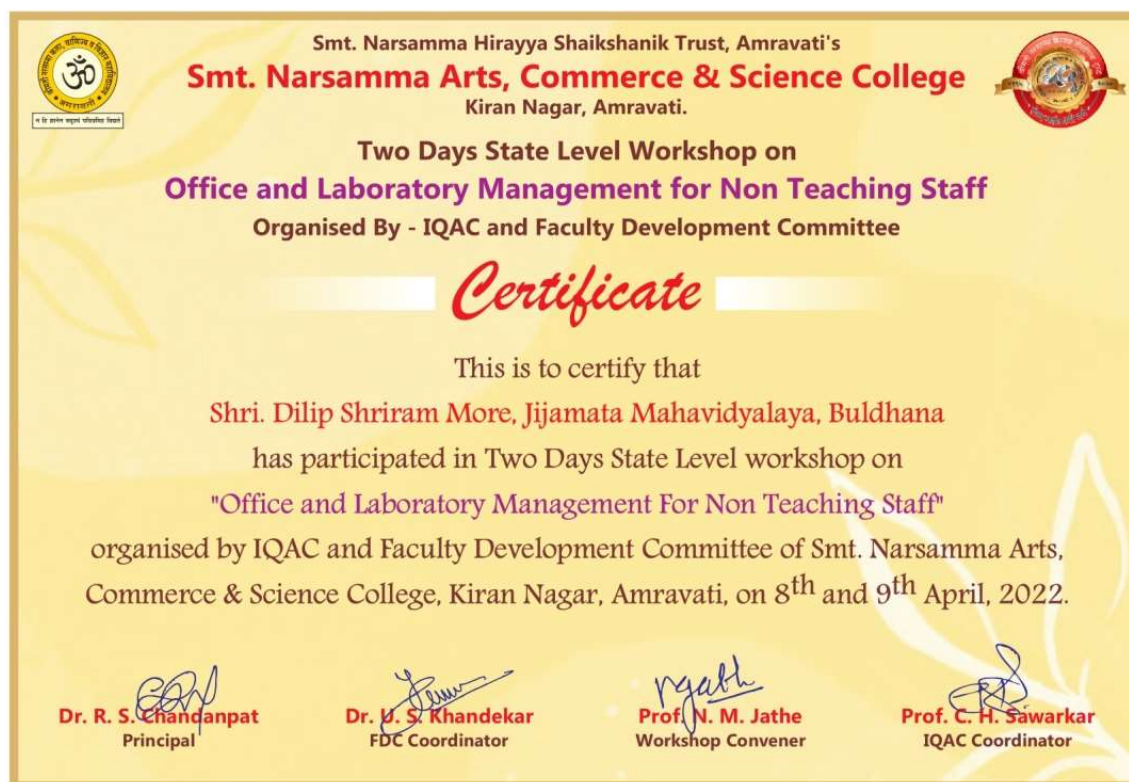 Smt. Narsamma Hirayya Shaikshanik Trust, Amravati's
Smt. Narsamma Arts, Commerce & Science College
Kiran Nagar, Amravati.
Two Days State Level Workshop on
Office and Laboratory Management for Non Teaching Staff
Organised By - IQAC and Faculty Development Committee
Certificate
This is to certify that
Shri. Dilip Shriram More, Jijamata Mahavidyalaya, Buldhana
has participated in Two Days State Level workshop on
"Office and Laboratory Management For Non Teaching Staff"
organised by IQAC and Faculty Development Committee of Smt. Narsamma Arts,
Commerce & Science College, Kiran Nagar, Amravati, on 8th and 9th April, 2022.
Dr. R. S. Chandanpat Dr. U. S. Khandekar Prof. N. M. Jathe Prof. C. H. Sawarkar
Principal FDC Coordinator Workshop Convener IQAC Coordinator